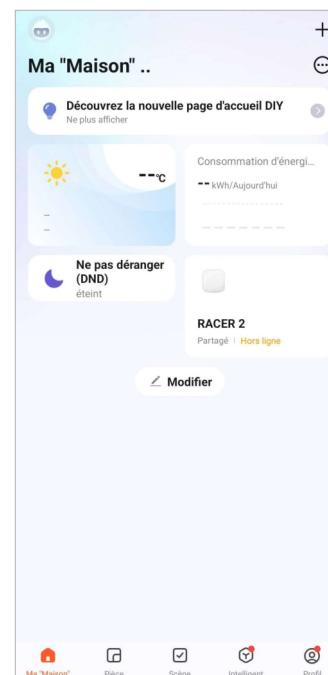 Ma "Maison" ..
Découvrez la nouvelle page d'accueil DIY
Ne plus afficher
--°C
--
--
Consommation d'énergi...
-- kWh/Aujourd'hui
Ne pas déranger
(DND)
éteint
RACER 2
Partagé | Hors ligne
Modifier
Ma "Maison"
Pièce
Scène
Intelligent
Profil